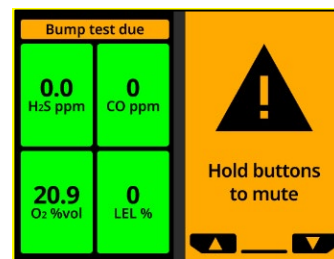 Bump test due
0.0
H₂S ppm
0
CO ppm
20.9
O₂ %vol
0
LEL %
!
Hold buttons
to mute